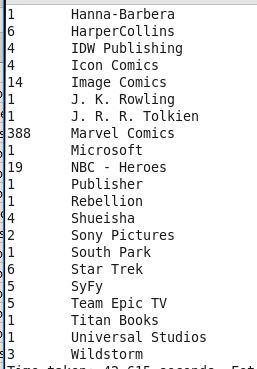 1 Hanna-Barbera
6 HarperCollins
4 IDW Publishing
4 Icon Comics
14 Image Comics
1 J. K. Rowling
1 J. R. R. Tolkien
388 Marvel Comics
1 Microsoft
19 NBC - Heroes
1 Publisher
1 Rebellion
4 Shueisha
2 Sony Pictures
1 South Park
6 Star Trek
5 SyFy
5 Team Epic TV
1 Titan Books
1 Universal Studios
3 Wildstorm
Time taken: 42.615 seconds, Fet